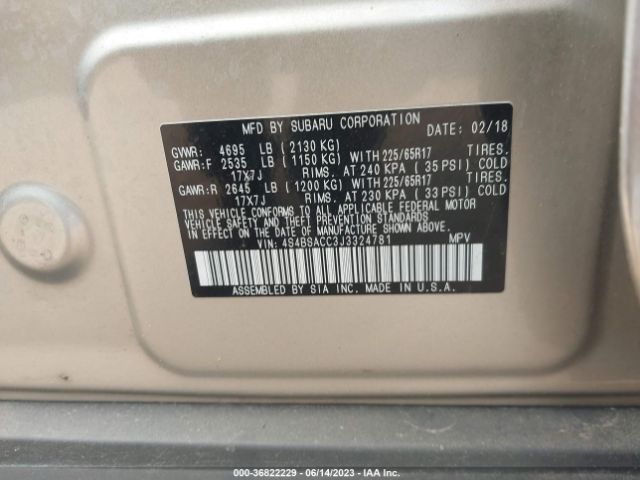 MFD BY SUBARU CORPORATION DATE: 02/18
GVWR: 4695 LB (2130 KG)
GAWR:F 2535 LB (1150 KG) WITH 225/65R17 TIRES.
17X7J RIMS. AT 240 KPA (35 PSI) COLD
GAWR:R 2645 LB (1200 KG) WITH 225/65R17 TIRES.
17X7J RIMS. AT 230 KPA (33 PSI) COLD
THIS VEHICLE CONFORMS TO ALL APPLICABLE FEDERAL MOTOR
VEHICLE SAFETY AND THEFT PREVENTION STANDARDS
IN EFFECT ON THE DATE OF MANUFACTURE SHOWN ABOVE.
VIN: 4S4BSACC3J3324781 MPV
ASSEMBLED BY SIA INC. MADE IN U.S.A.
000-36822229 - 06/14/2023 - IAA Inc.